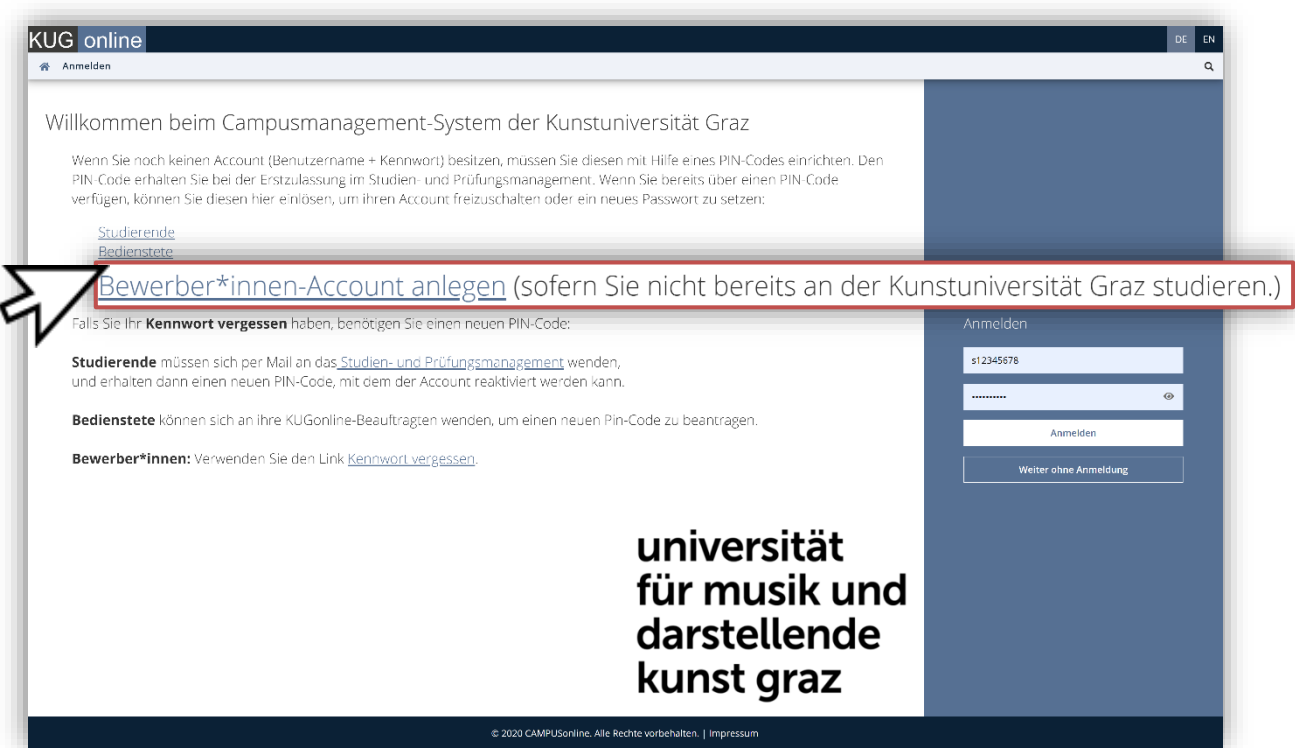 KUG online
DE EN
Anmelden
Willkommen beim Campusmanagement-System der Kunstuniversität Graz
Wenn Sie noch keinen Account (Benutzername + Kennwort) besitzen, müssen Sie diesen mit Hilfe eines PIN-Codes einrichten. Den
PIN-Code erhalten Sie bei der Erstzulassung im Studien- und Prüfungsmanagement. Wenn Sie bereits über einen PIN-Code
verfügen, können Sie diesen hier einlösen, um ihren Account freizuschalten oder ein neues Passwort zu setzen:
Studierende
Bedienstete
Bewerber*innen-Account anlegen (sofern Sie nicht bereits an der Kunstuniversität Graz studieren.)
Falls Sie Ihr Kennwort vergessen haben, benötigen Sie einen neuen PIN-Code:
Studierende müssen sich per Mail an das Studien- und Prüfungsmanagement wenden,
und erhalten dann einen neuen PIN-Code, mit dem der Account reaktiviert werden kann.
Bedienstete können sich an ihre KUGonline-Beauftragten wenden, um einen neuen Pin-Code zu beantragen.
Bewerber*innen: Verwenden Sie den Link Kennwort vergessen.
Anmelden
s12345678
••••••••••
Anmelden
Weiter ohne Anmeldung
universität
für musik und
darstellende
kunst graz
© 2020 CAMPUSonline. Alle Rechte vorbehalten. | Impressum